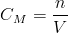 C_M = n/V